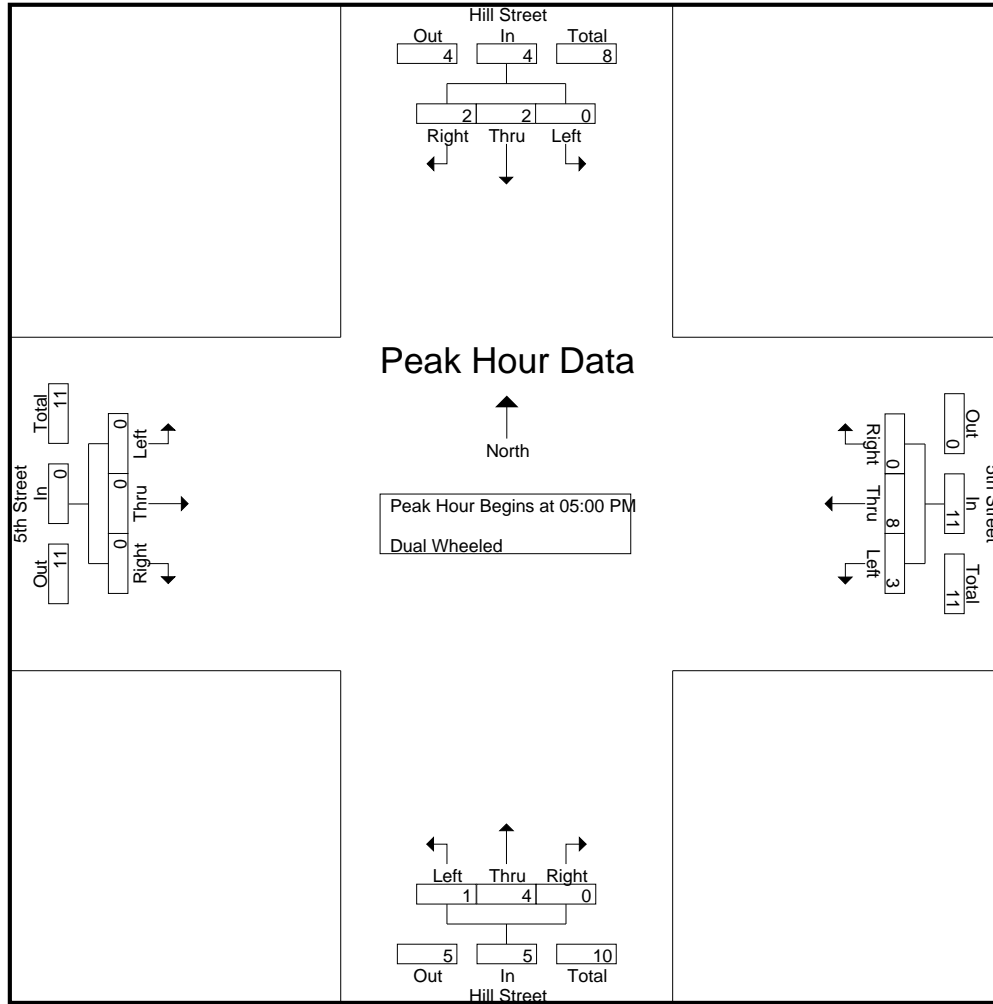 Hill Street
Out In Total
4 4 8
2 2 0
Right Thru Left
Peak Hour Data
North
Peak Hour Begins at 05:00 PM
Dual Wheeled
5th Street
Total In Out
11 0 11
0 0 0
Left Thru Right
5th Street
Out In Total
0 11 11
0 8 3
Right Thru Left
Left Thru Right
1 4 0
5 5 10
Out In Total
Hill Street